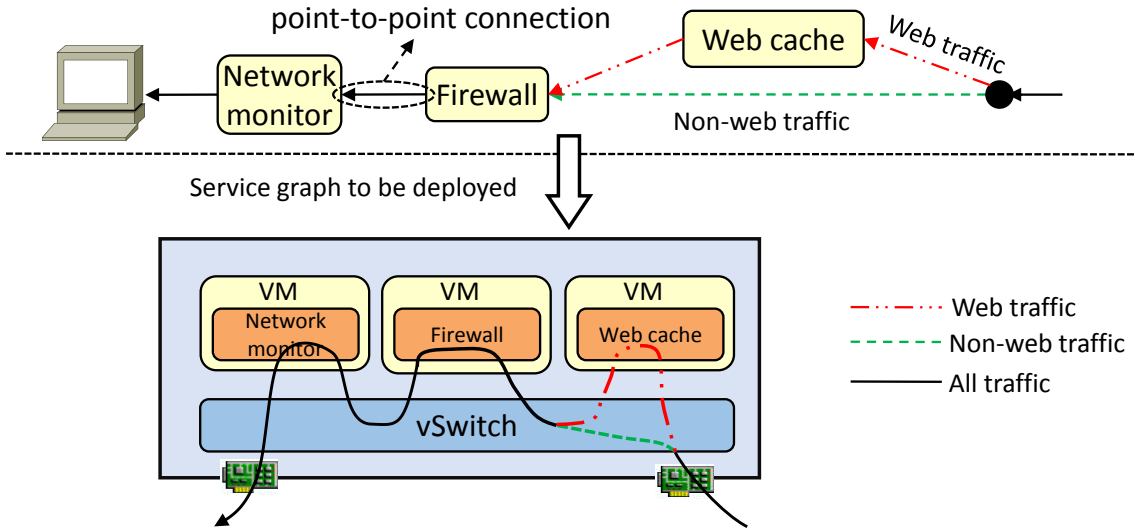 point-to-point connection
Web cache
Web traffic
Network
monitor
Firewall
Non-web traffic
Service graph to be deployed
VM
VM
VM
Network
monitor
Firewall
Web cache
vSwitch
Web traffic
Non-web traffic
All traffic